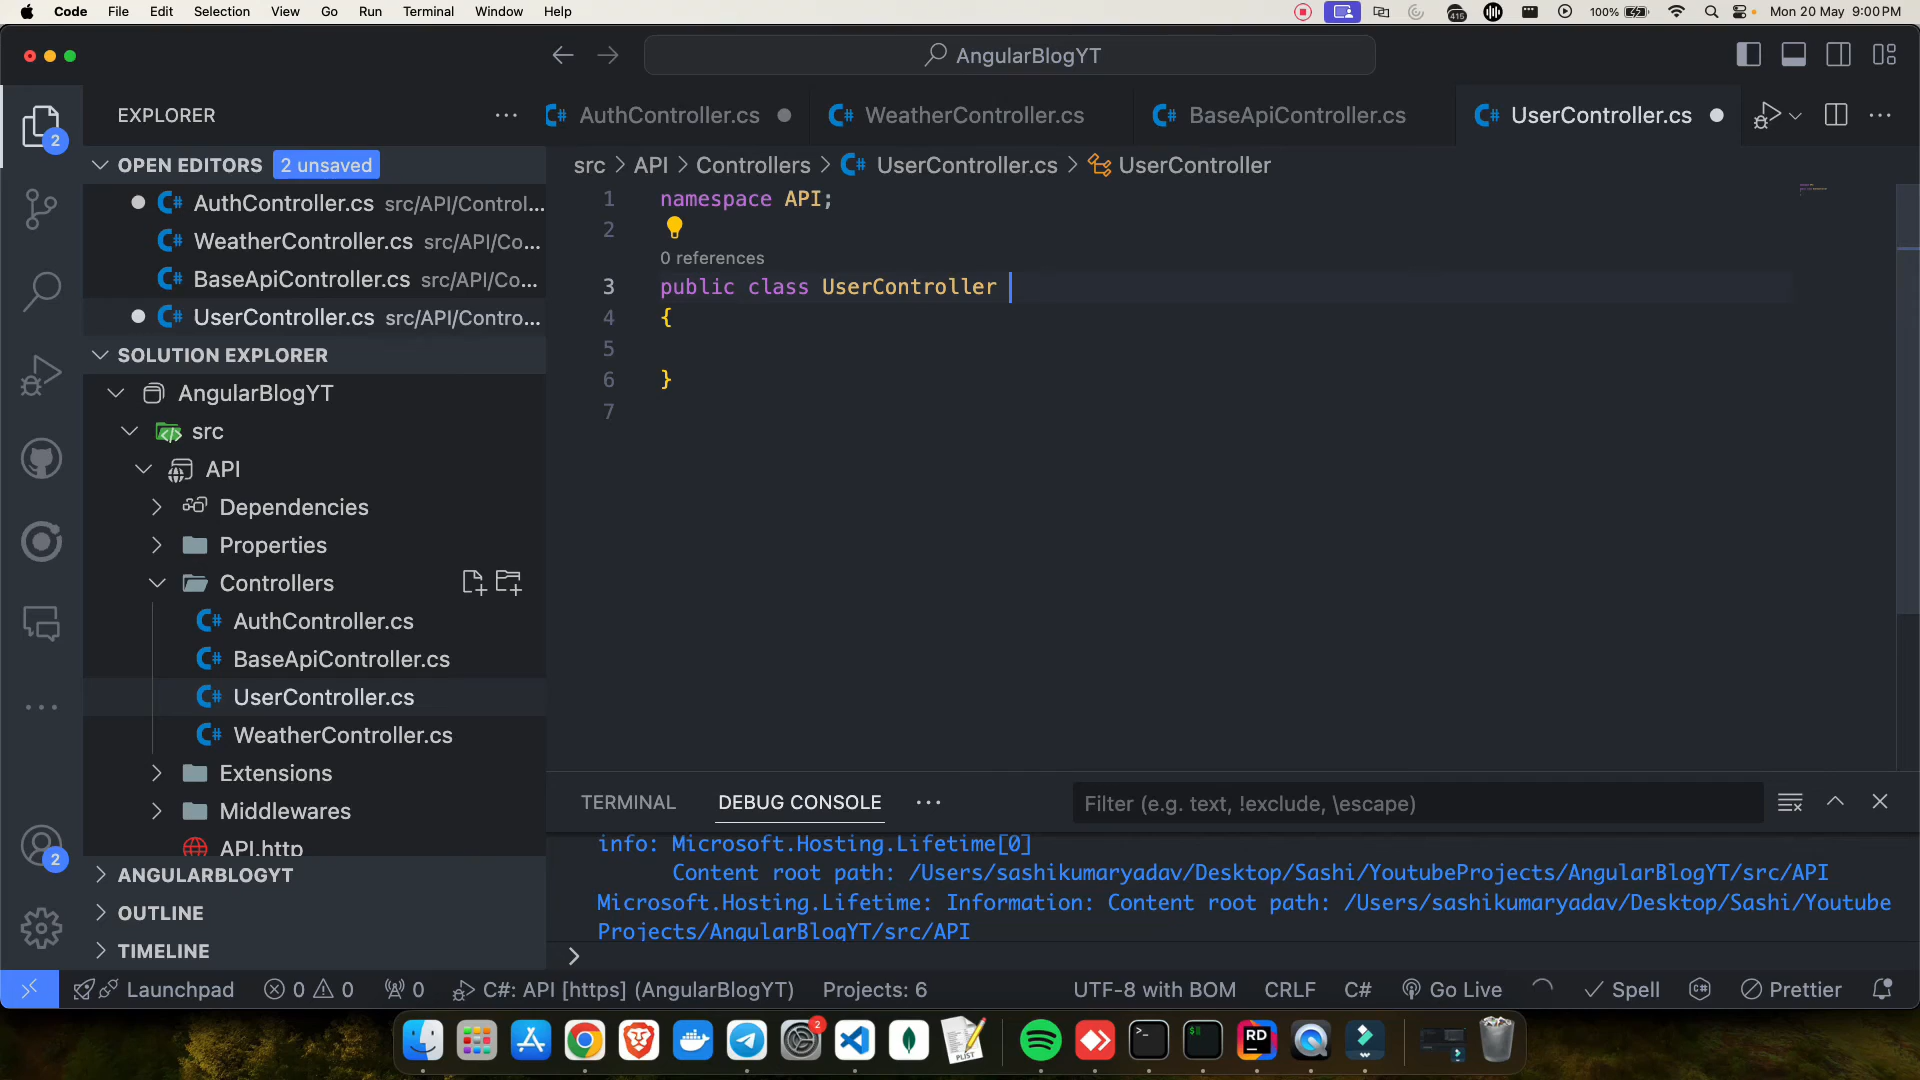 Code File Edit Selection View Go Run Terminal Window Help 415 100% Mon 20 May 9:00PM
AngularBlogYT
EXPLORER
AuthController.cs WeatherController.cs BaseApiController.cs UserController.cs
2
OPEN EDITORS 2 unsaved
AuthController.cs src/API/Control...
WeatherController.cs src/API/Co...
BaseApiController.cs src/API/Co...
UserController.cs src/API/Contro...
src > API > Controllers > UserController.cs > UserController
1 namespace API;
2
0 references
3 public class UserController
4 {
5
6 }
7
SOLUTION EXPLORER
AngularBlogYT
src
API
Dependencies
Properties
Controllers
AuthController.cs
BaseApiController.cs
UserController.cs
WeatherController.cs
Extensions
Middlewares
API.http
ANGULARBLOGYT
OUTLINE
TIMELINE
2
TERMINAL DEBUG CONSOLE Filter (e.g. text, !exclude, \escape)
info: Microsoft.Hosting.Lifetime[0]
Content root path: /Users/sashikumaryadav/Desktop/Sashi/YoutubeProjects/AngularBlogYT/src/API
Microsoft.Hosting.Lifetime: Information: Content root path: /Users/sashikumaryadav/Desktop/Sashi/Youtube
Projects/AngularBlogYT/src/API
>
Launchpad 0 0 0 C#: API [https] (AngularBlogYT) Projects: 6 UTF-8 with BOM CRLF C# Go Live Spell Prettier
2
RD
PLIST